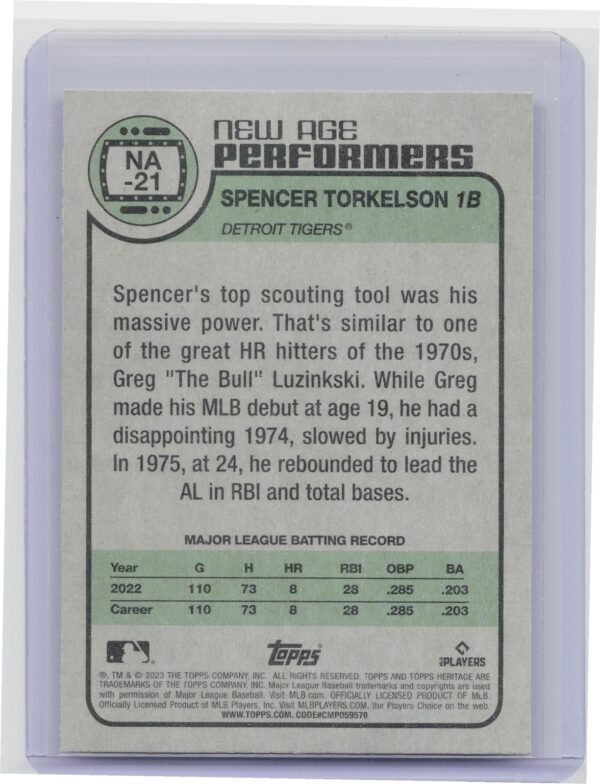 NA
-21
NEW AGE
PERFORMERS
SPENCER TORKELSON 1B
DETROIT TIGERS®
Spencer's top scouting tool was his
massive power. That's similar to one
of the great HR hitters of the 1970s,
Greg "The Bull" Luzinkski. While Greg
made his MLB debut at age 19, he had a
disappointing 1974, slowed by injuries.
In 1975, at 24, he rebounded to lead the
AL in RBI and total bases.
MAJOR LEAGUE BATTING RECORD
Year G H HR RBI OBP BA
2022 110 73 8 28 .285 .203
Career 110 73 8 28 .285 .203
topps
PLAYERS
®, TM & © 2023 THE TOPPS COMPANY, INC. ALL RIGHTS RESERVED. TOPPS AND TOPPS HERITAGE ARE
TRADEMARKS OF THE TOPPS COMPANY, INC. Major League Baseball trademarks and copyrights are used
with permission of Major League Baseball. Visit MLB.com. OFFICIALLY LICENSED PRODUCT OF MLB.
Officially Licensed Product of MLB Players, Inc. Visit MLBPLAYERS.COM, the Players Choice on the web.
WWW.TOPPS.COM. CODE#CMP059570